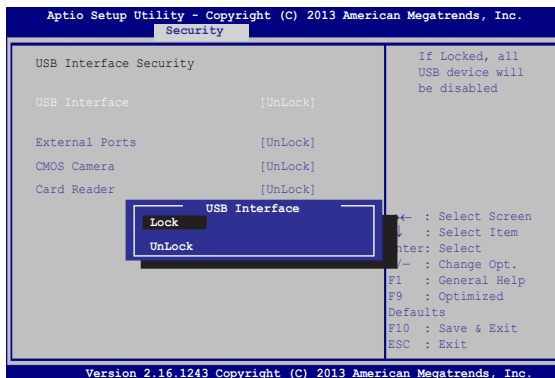 Aptio Setup Utility - Copyright (C) 2013 American Megatrends, Inc.
Security
USB Interface Security
USB Interface [UnLock]
External Ports [UnLock]
CMOS Camera [UnLock]
Card Reader [UnLock]
USB Interface
Lock
UnLock
If Locked, all
USB device will
be disabled
→← : Select Screen
↓ : Select Item
nter: Select
/— : Change Opt.
F1 : General Help
F9 : Optimized
Defaults
F10 : Save & Exit
ESC : Exit
Version 2.16.1243 Copyright (C) 2013 American Megatrends, Inc.